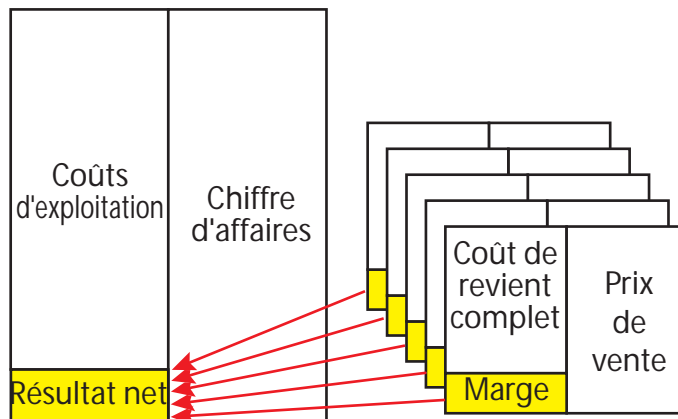 Coûts
d'exploitation
Résultat net
Chiffre
d'affaires
Coût de
revient
complet
Marge
Prix
de
vente